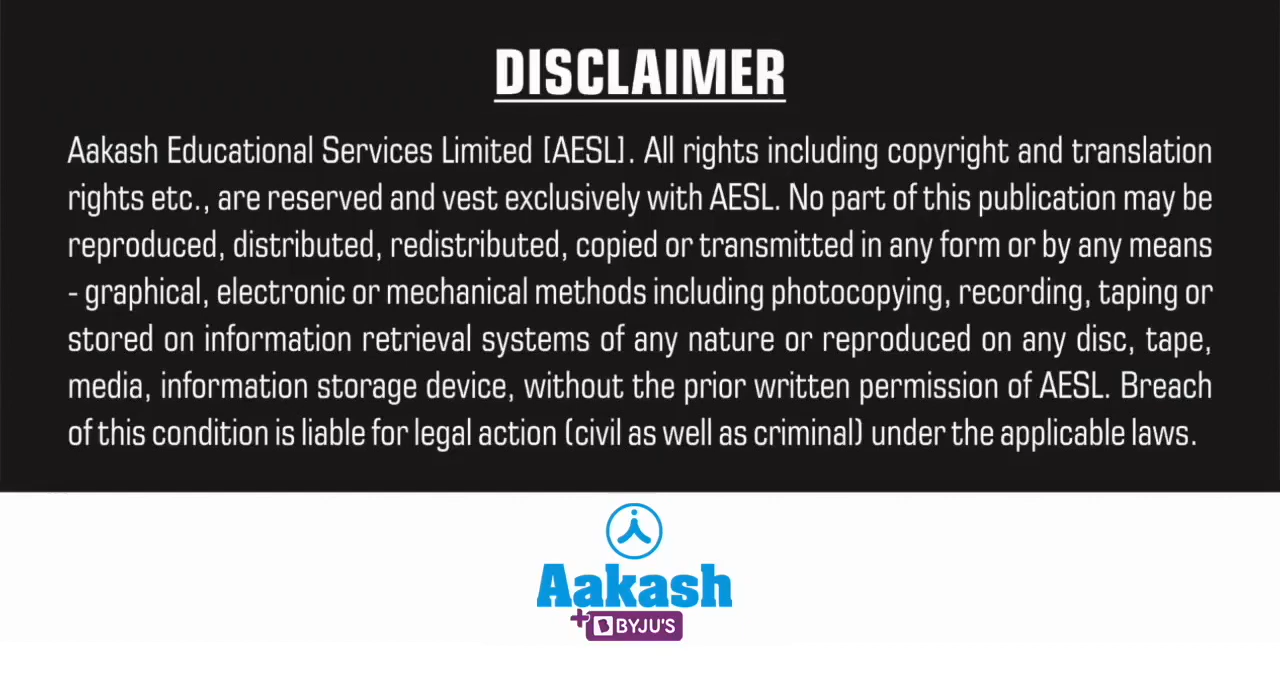 DISCLAIMER
Aakash Educational Services Limited [AESL]. All rights including copyright and translation
rights etc., are reserved and vest exclusively with AESL. No part of this publication may be
reproduced, distributed, redistributed, copied or transmitted in any form or by any means
- graphical, electronic or mechanical methods including photocopying, recording, taping or
stored on information retrieval systems of any nature or reproduced on any disc, tape,
media, information storage device, without the prior written permission of AESL. Breach
of this condition is liable for legal action (civil as well as criminal) under the applicable laws.
Aakash
+ BYJU'S